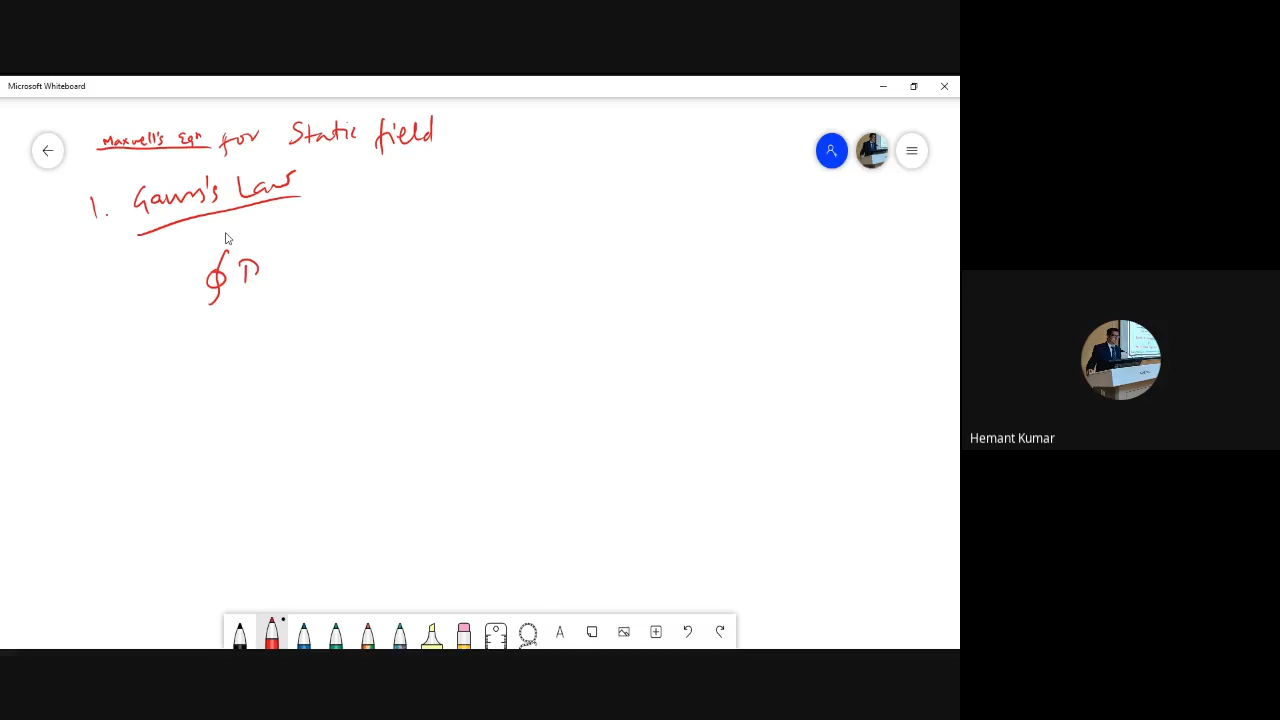 Microsoft Whiteboard
Maxwell's Eqn for Static field
1. Gauss's Law
∮ D
Hemant Kumar